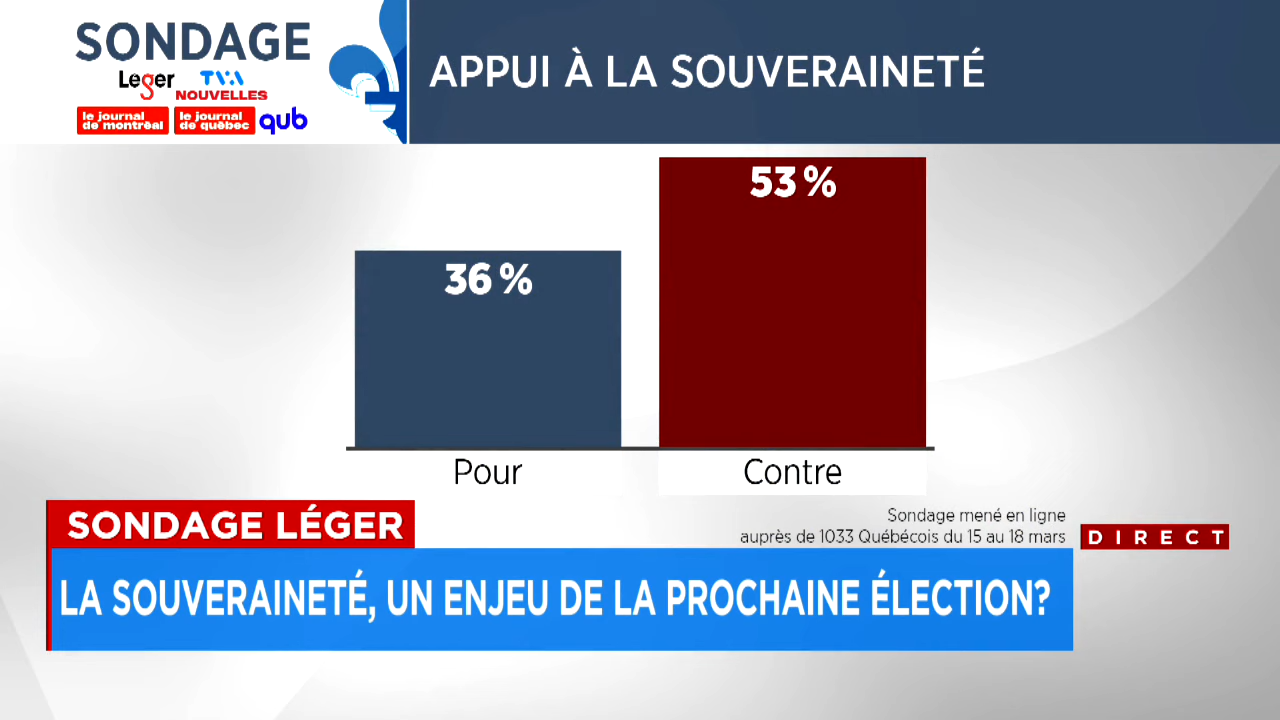 SONDAGE
Leger
TVA
NOUVELLES
le journal
de montréal
le journal
de québec
qub
APPUI À LA SOUVERAINETÉ
36 %
53 %
Pour
Contre
Sondage mené en ligne
auprès de 1033 Québécois du 15 au 18 mars
DIRECT
SONDAGE LÉGER
LA SOUVERAINETÉ, UN ENJEU DE LA PROCHAINE ÉLECTION?